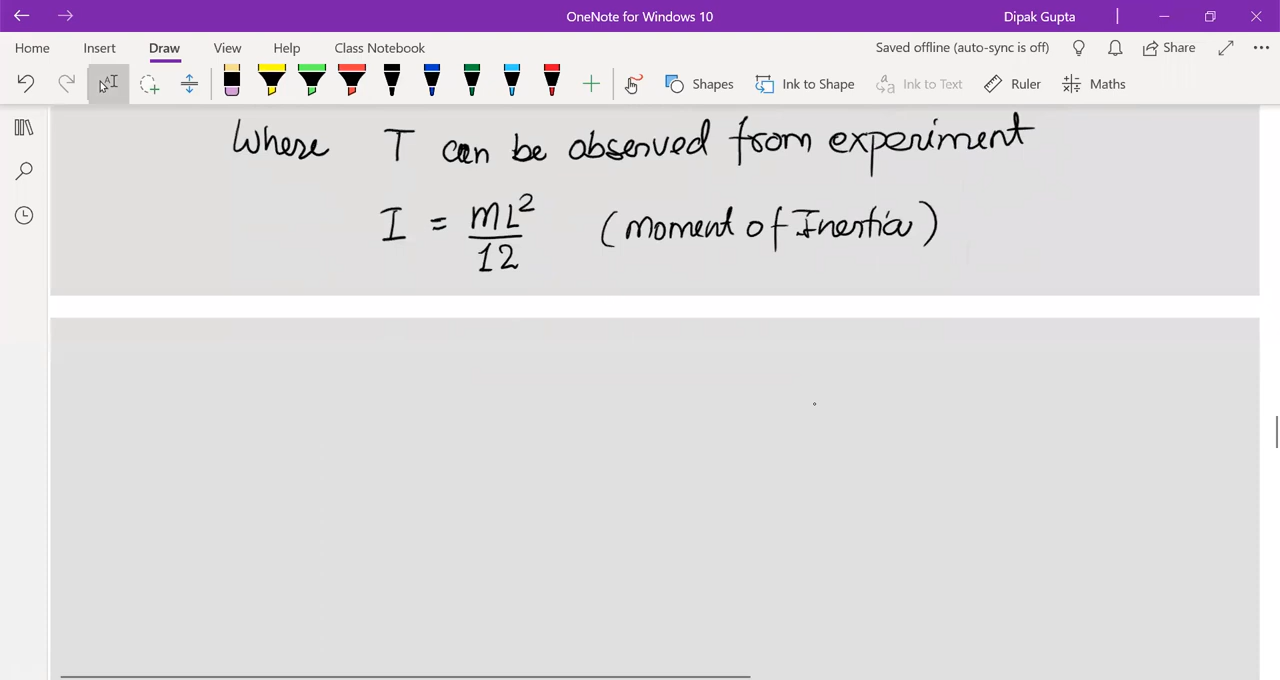 OneNote for Windows 10
Dipak Gupta
Home Insert Draw View Help Class Notebook
Saved offline (auto-sync is off) Share
Shapes Ink to Shape Ink to Text Ruler Maths
Where T can be observed from experiment
I = mL²/12 (Moment of Inertia)